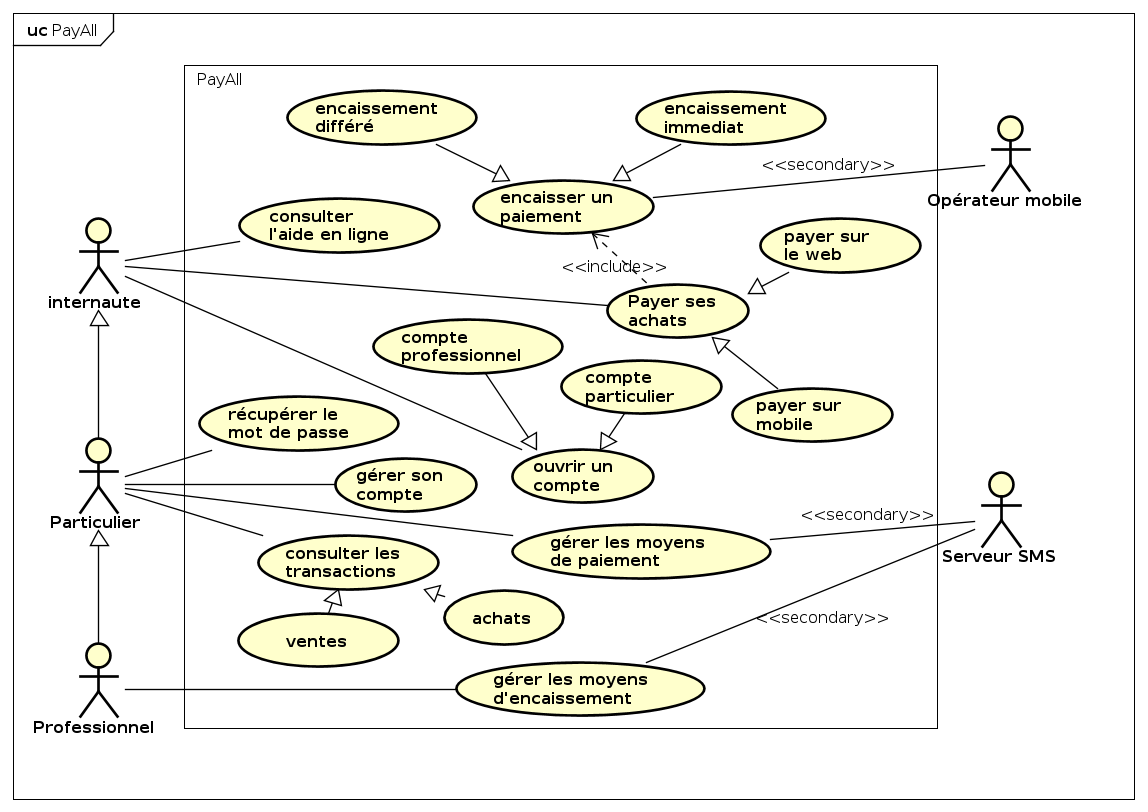 uc PayAll
PayAll
encaissement
différé
encaissement
immediat
<<secondary>>
Opérateur mobile
encaisser un
paiement
consulter
l'aide en ligne
payer sur
le web
<<include>>
internaute
Payer ses
achats
compte
professionnel
compte
particulier
payer sur
mobile
récupérer le
mot de passe
ouvrir un
compte
gérer son
compte
Particulier
<<secondary>>
gérer les moyens
de paiement
Serveur SMS
consulter les
transactions
achats
<<secondary>>
ventes
gérer les moyens
d'encaissement
Professionnel